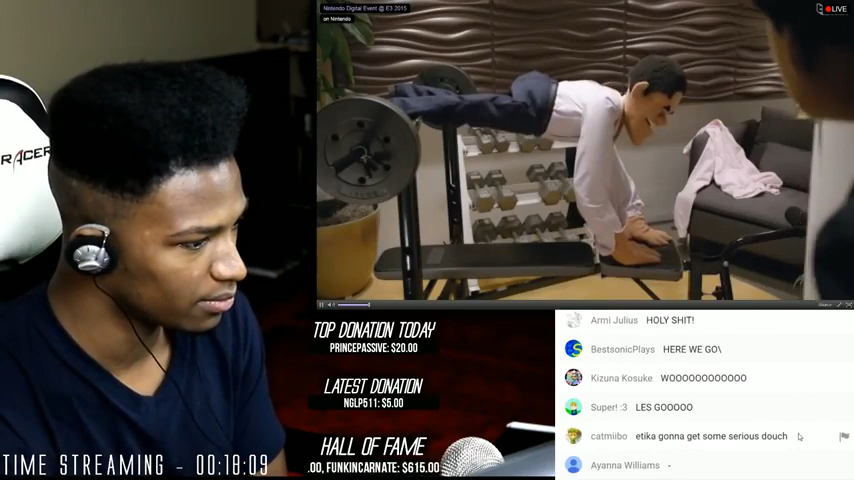 Nintendo Digital Event @ E3 2015
on Nintendo
LIVE
RACER
TOP DONATION TODAY
PRINCEPASSIVE: $20.00
LATEST DONATION
NGLP511: $5.00
HALL OF FAME
.00, FUNKINCARNATE: $615.00
TIME STREAMING - 00:18:09
Armi Julius HOLY SHIT!
BestsonicPlays HERE WE GO\
Kizuna Kosuke WOOOOOOOOOOOO
Super! :3 LES GOOOOO
catmiibo etika gonna get some serious douch
Ayanna Williams -